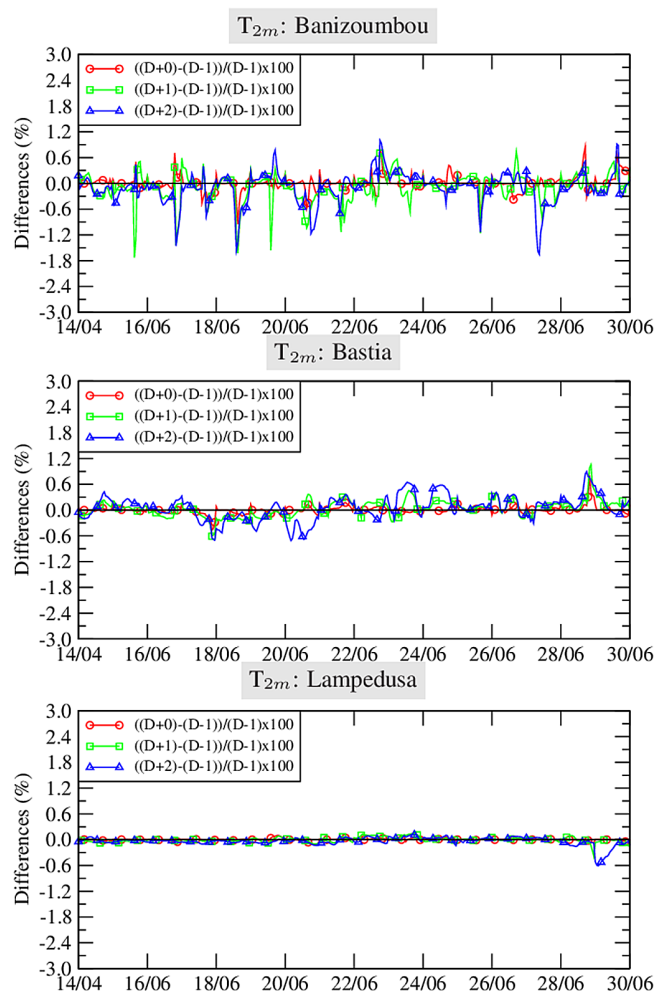 T2m: Banizoumbou
3.0
2.4
1.8
1.2
0.6
0.0
-0.6
-1.2
-1.8
-2.4
-3.0
Differences (%)
((D+0)-(D-1))/(D-1)x100
((D+1)-(D-1))/(D-1)x100
((D+2)-(D-1))/(D-1)x100
14/04 16/06 18/06 20/06 22/06 24/06 26/06 28/06 30/06
T2m: Bastia
3.0
2.4
1.8
1.2
0.6
0.0
-0.6
-1.2
-1.8
-2.4
-3.0
Differences (%)
((D+0)-(D-1))/(D-1)x100
((D+1)-(D-1))/(D-1)x100
((D+2)-(D-1))/(D-1)x100
14/04 16/06 18/06 20/06 22/06 24/06 26/06 28/06 30/06
T2m: Lampedusa
3.0
2.4
1.8
1.2
0.6
0.0
-0.6
-1.2
-1.8
-2.4
-3.0
Differences (%)
((D+0)-(D-1))/(D-1)x100
((D+1)-(D-1))/(D-1)x100
((D+2)-(D-1))/(D-1)x100
14/04 16/06 18/06 20/06 22/06 24/06 26/06 28/06 30/06